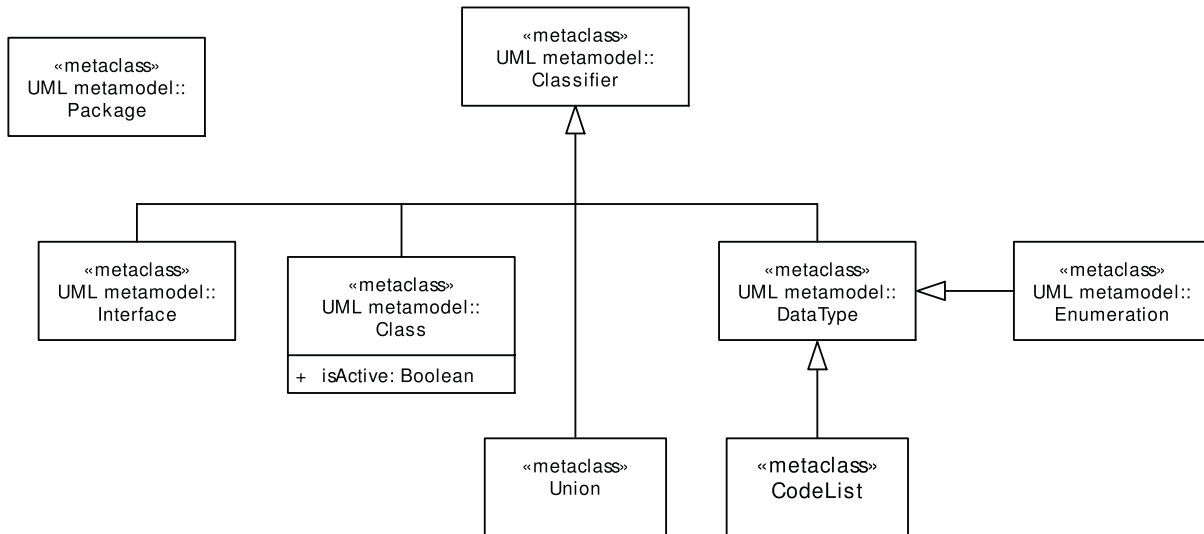 «metaclass»
UML metamodel::
Classifier
«metaclass»
UML metamodel::
Package
«metaclass»
UML metamodel::
Interface
«metaclass»
UML metamodel::
Class
+ isActive: Boolean
«metaclass»
UML metamodel::
DataType
«metaclass»
UML metamodel::
Enumeration
«metaclass»
Union
«metaclass»
CodeList